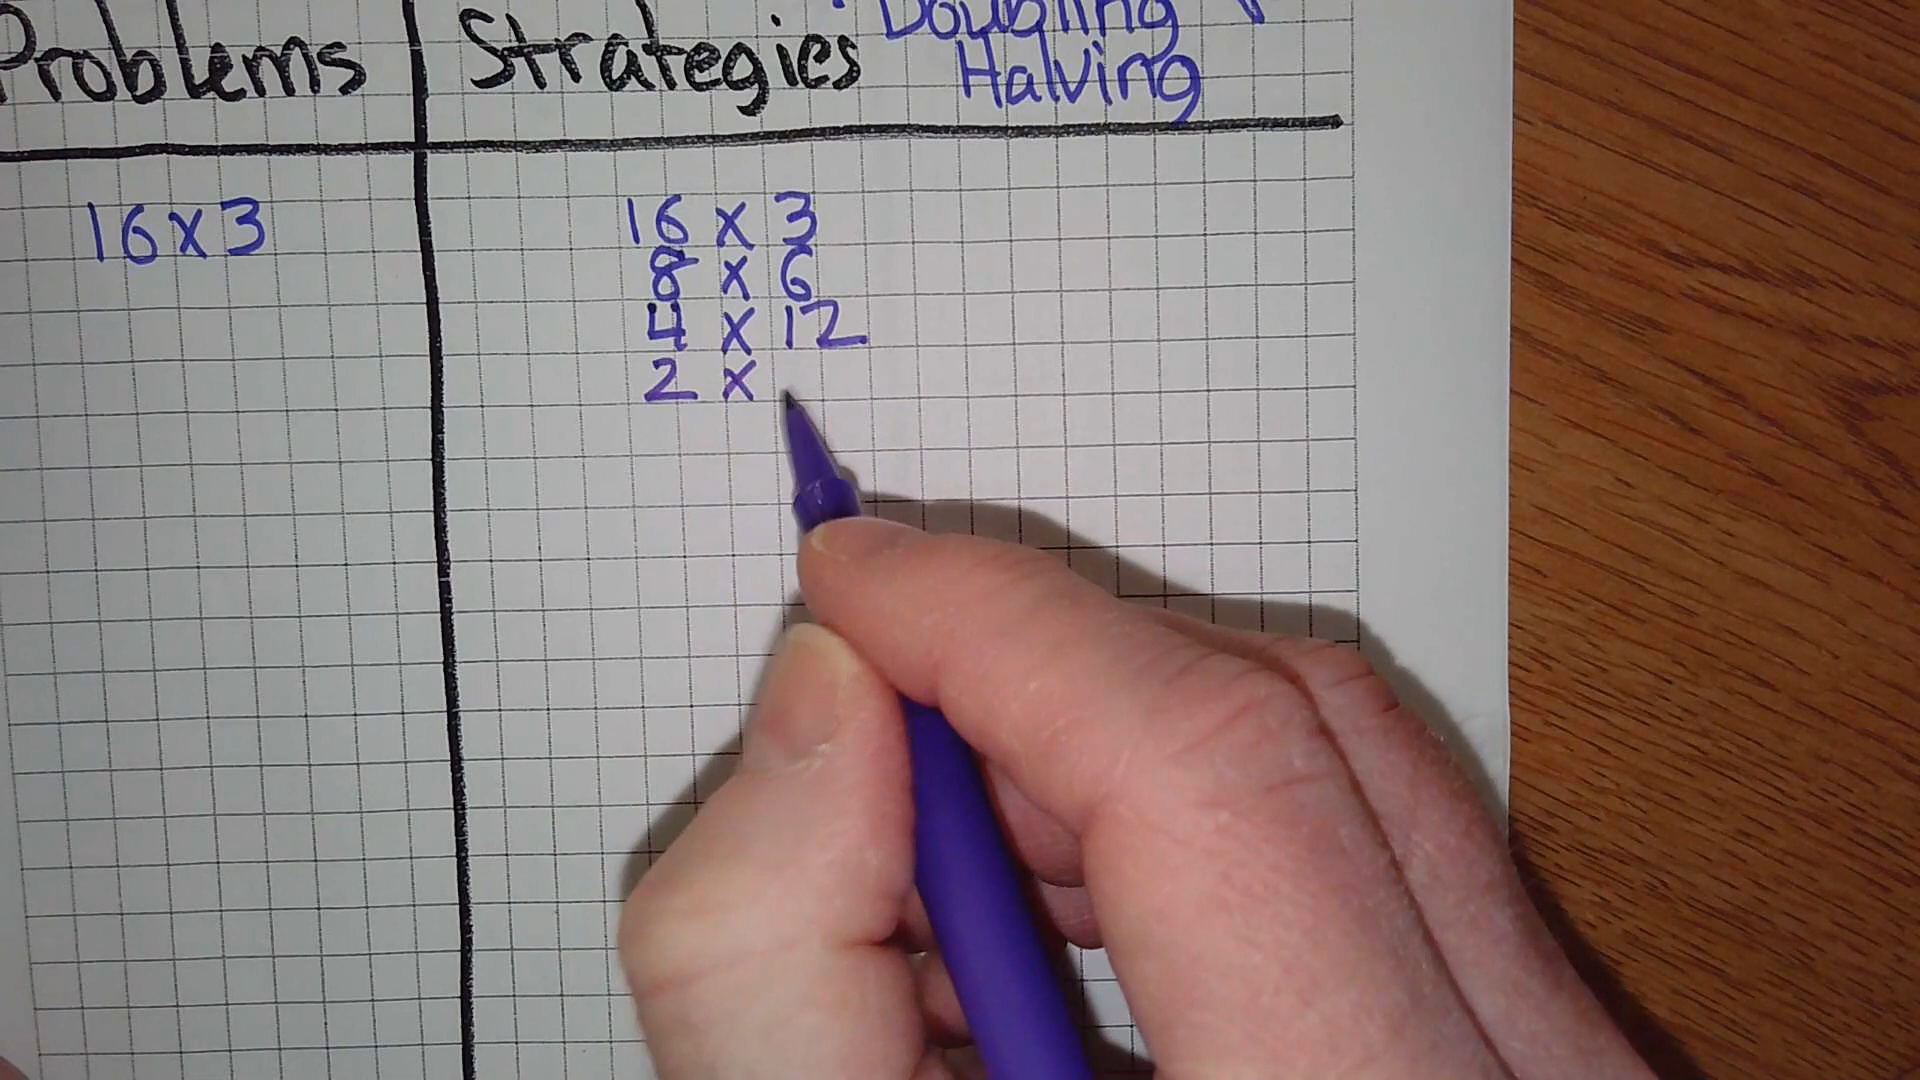 Problems
Strategies
Doubling
Halving
16 x 3
16 x 3
8 x 6
4 x 12
2 x